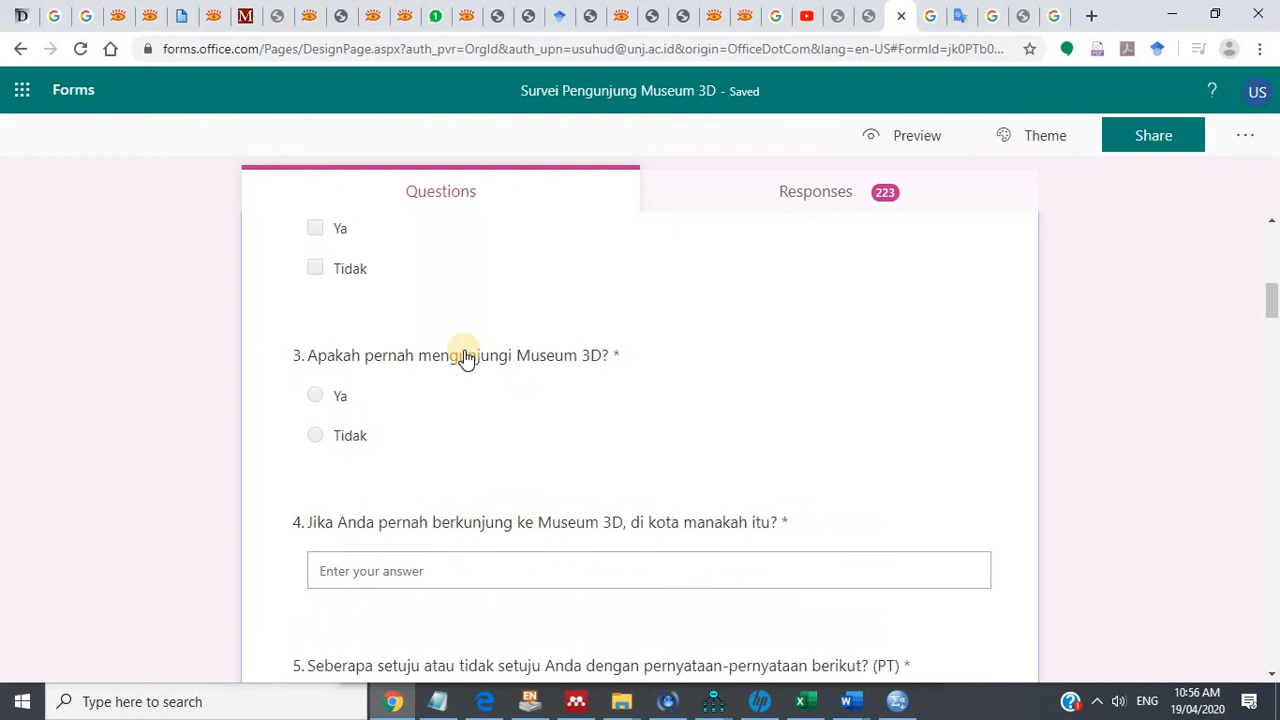 forms.office.com/Pages/DesignPage.aspx?auth_pvr=OrgId&auth_upn=usuhud@unj.ac.id&origin=OfficeDotCom&lang=en-US#FormId=jk0PTb0...
Forms
Survei Pengunjung Museum 3D - Saved
?
US
Preview
Theme
Share
...
Questions
Responses 223
Ya
Tidak
3. Apakah pernah mengunjungi Museum 3D? *
Ya
Tidak
4. Jika Anda pernah berkunjung ke Museum 3D, di kota manakah itu? *
Enter your answer
5. Seberapa setuju atau tidak setuju Anda dengan pernyataan-pernyataan berikut? (PT) *
Type here to search
ENG
10:56 AM
19/04/2020